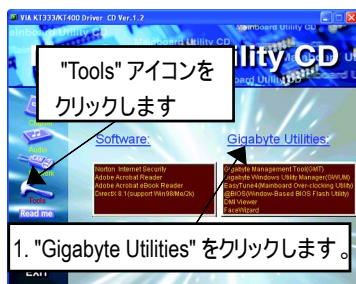 VIA KT333/KT400 Driver CD Ver.1.2
Utility CD
"Tools" アイコンを
クリックします
Audio
Tools
Read me
Software:
Norton Internet Security
Adobe Acrobat Reader
Adobe Acrobat eBook Reader
DirectX 8.1(support Win98/Me/2k)
Gigabyte Utilities:
Gigabyte Management Tool(GMT)
Gigabyte Windows Utility Manager(GWUM)
EasyTune4(Mainboard Over-clocking Utility)
@BIOS(Window-Based BIOS Flash Utility)
DMI Viewer
FaceWizard
1. "Gigabyte Utilities" をクリックします。
EXIT